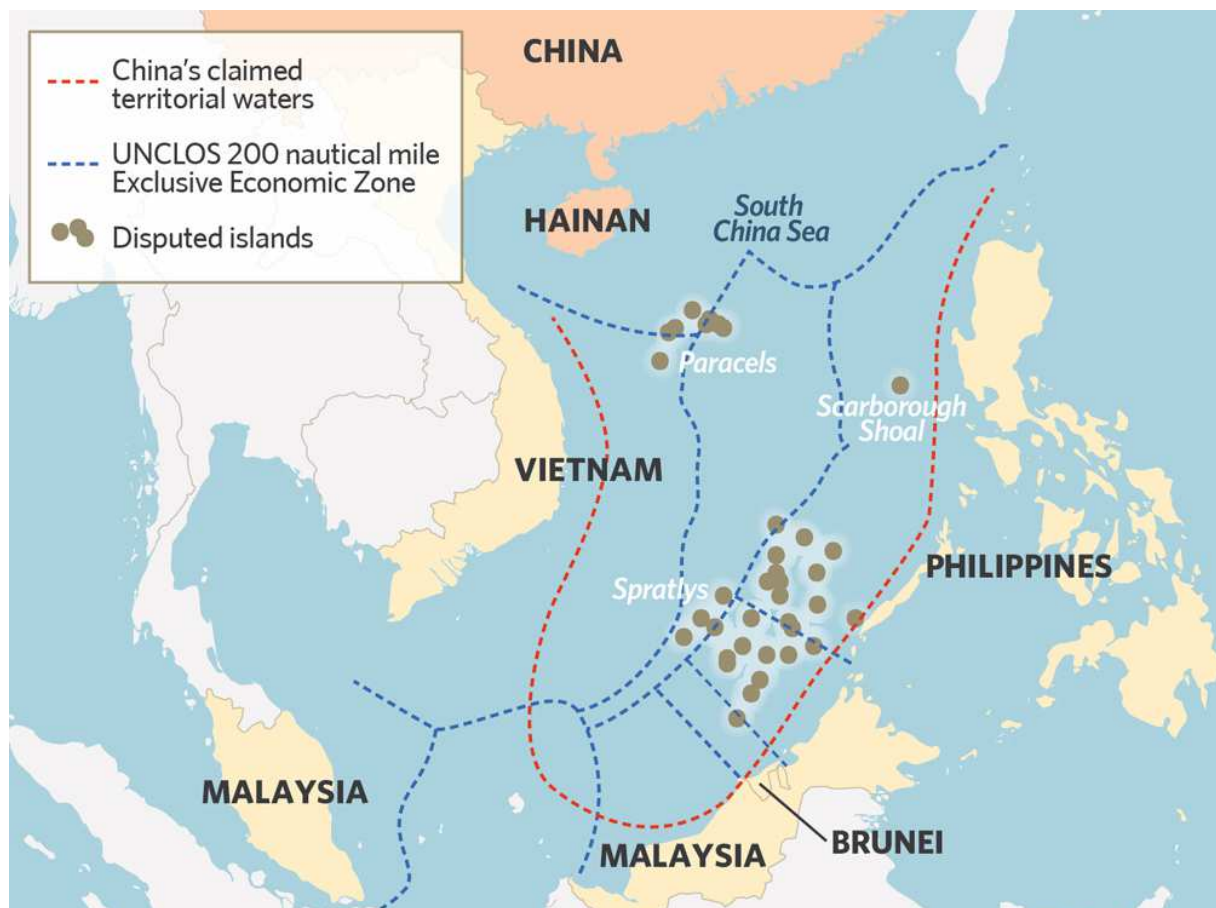 China's claimed
territorial waters
UNCLOS 200 nautical mile
Exclusive Economic Zone
Disputed islands
CHINA
HAINAN
South
China Sea
Paracels
Scarborough
Shoal
VIETNAM
Spratlys
PHILIPPINES
MALAYSIA
MALAYSIA
BRUNEI